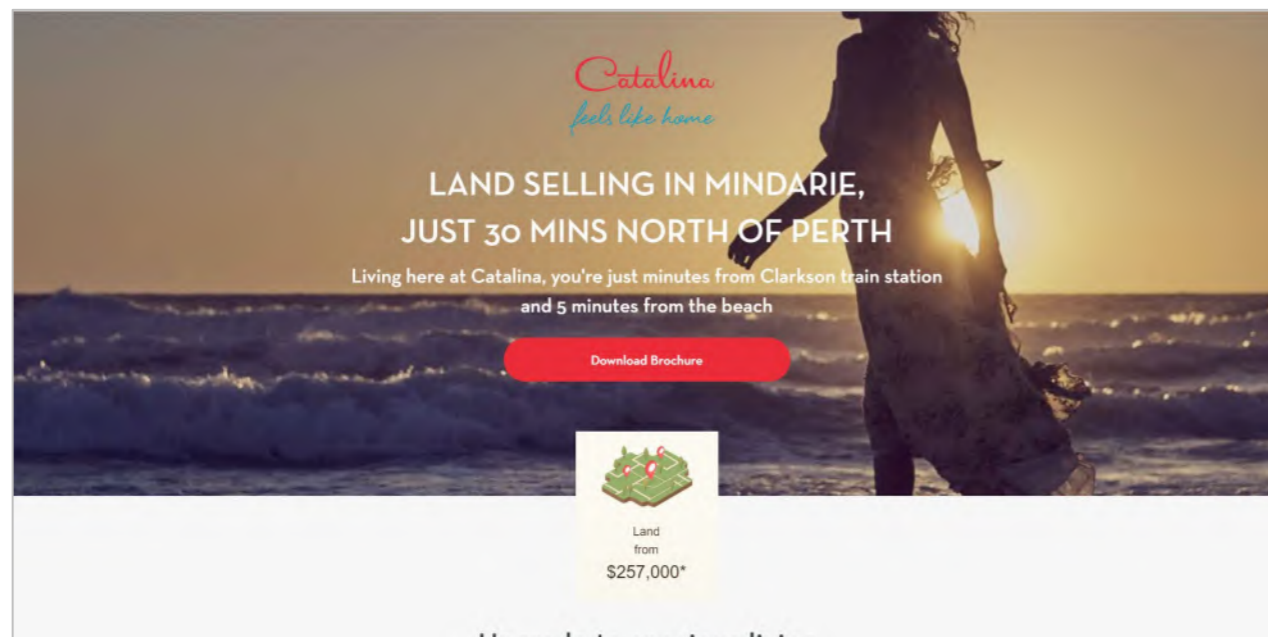 Catalina
feels like home
LAND SELLING IN MINDARIE,
JUST 30 MINS NORTH OF PERTH
Living here at Catalina, you're just minutes from Clarkson train station
and 5 minutes from the beach
Download Brochure
Land
from
$257,000*